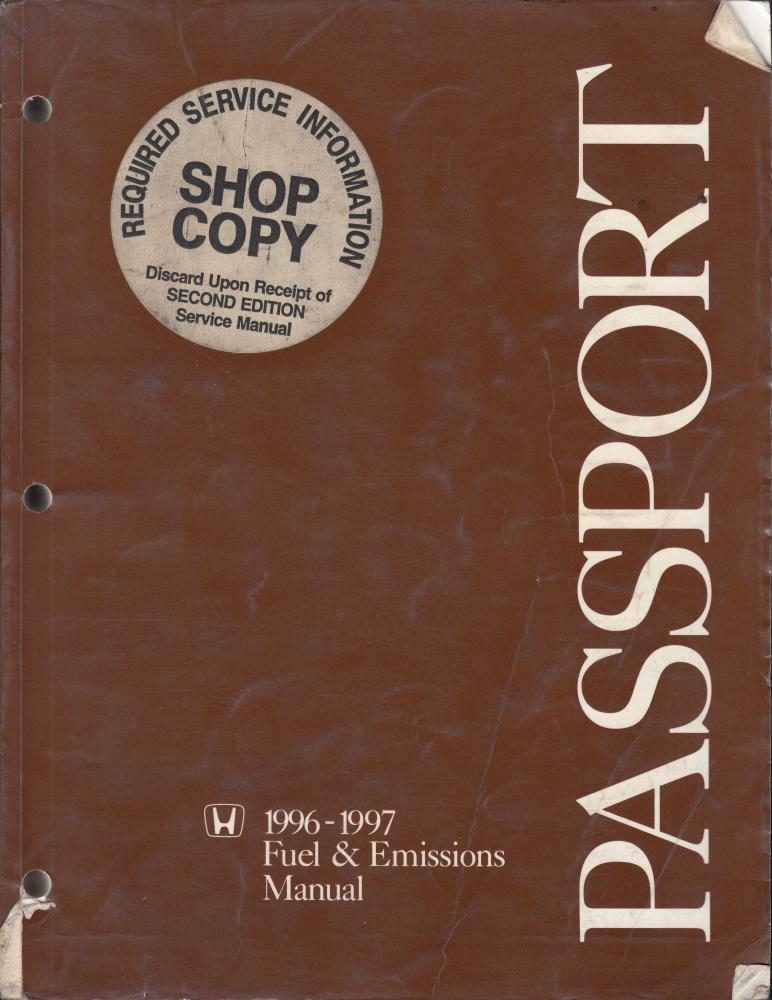 REQUIRED SERVICE INFORMATION
SHOP
COPY
Discard Upon Receipt of
SECOND EDITION
Service Manual
PASSPORT
1996-1997
Fuel & Emissions
Manual